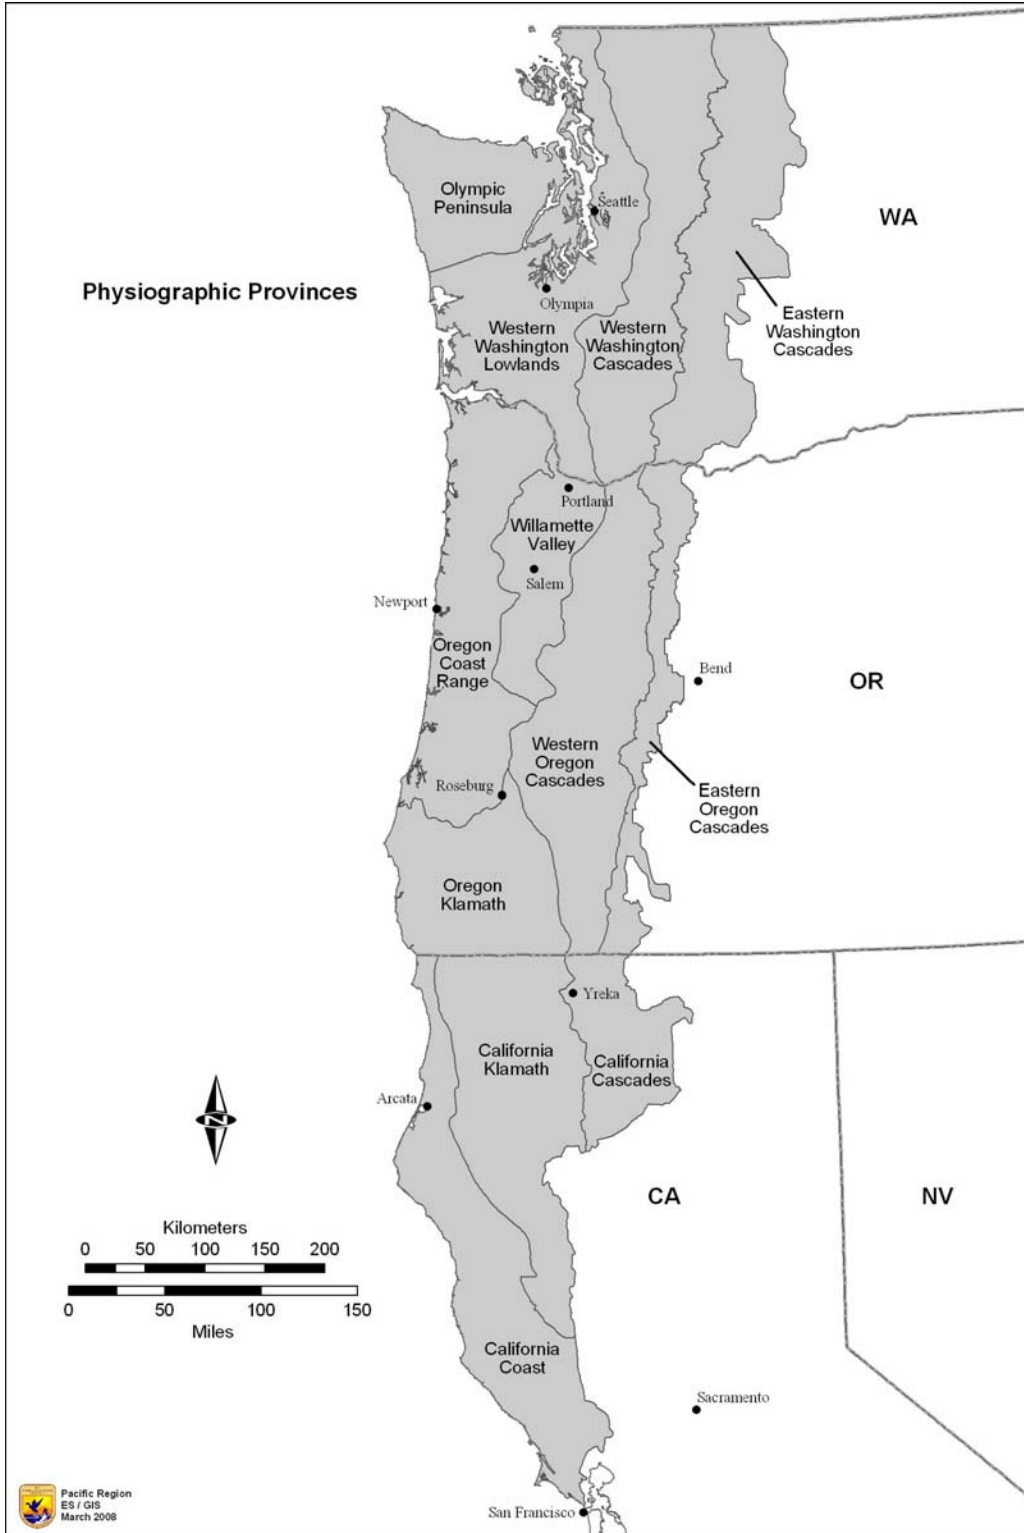 Olympic
Peninsula
Seattle
WA
Physiographic Provinces
Olympia
Eastern
Washington
Cascades
Western
Washington
Lowlands
Western
Washington
Cascades
Portland
Willamette
Valley
Salem
Newport
Oregon
Coast
Range
Bend
OR
Western
Oregon
Cascades
Roseburg
Eastern
Oregon
Cascades
Oregon
Klamath
Yreka
California
Klamath
California
Cascades
Arcata
N
CA
NV
Kilometers
0 50 100 150 200
0 50 100 150
Miles
California
Coast
Sacramento
Pacific Region
ES / GIS
March 2008
San Francisco